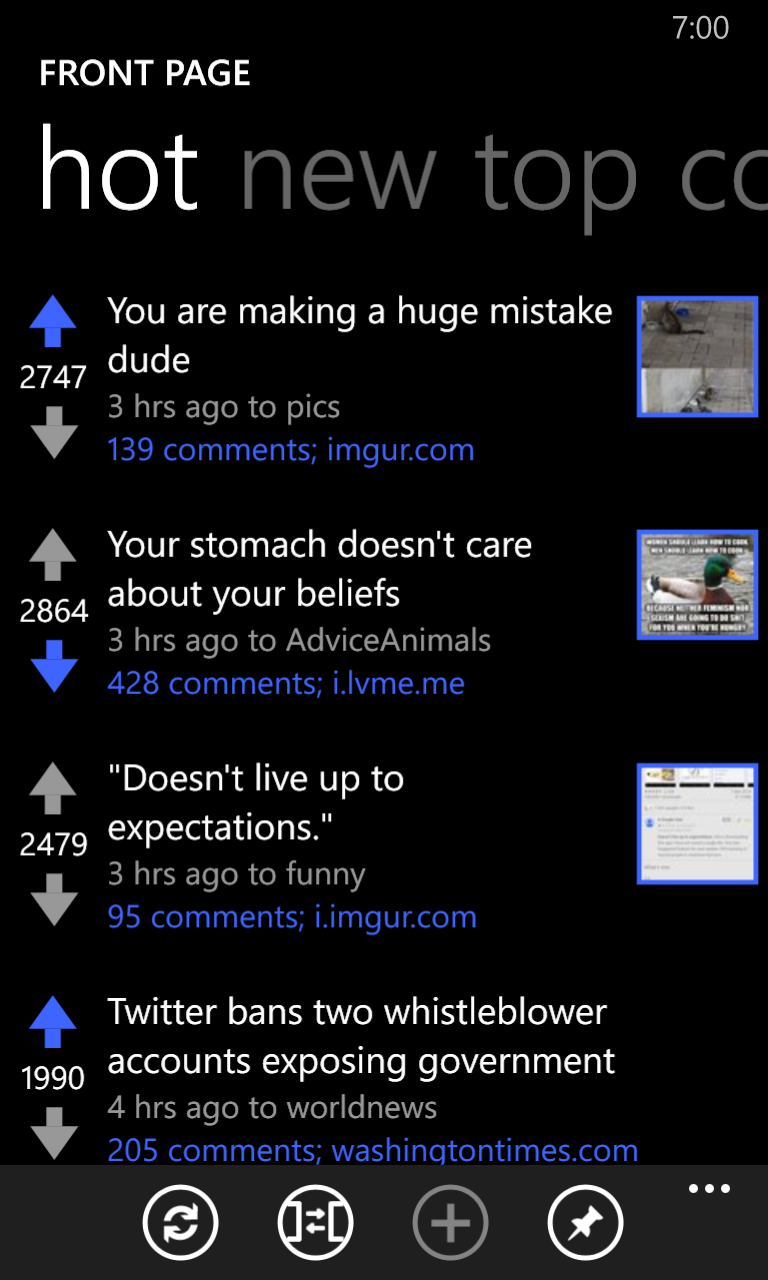 7:00
FRONT PAGE
hot new top co
You are making a huge mistake
dude
2747
3 hrs ago to pics
139 comments; imgur.com
Your stomach doesn't care
about your beliefs
2864
3 hrs ago to AdviceAnimals
428 comments; i.lvme.me
WOMEN SHOULD LEARN HOW TO COOK
MEN SHOULD LEARN HOW TO COOK
BECAUSE NEITHER FEMINISM NOR
SEXISM ARE GOING TO DO SHIT
FOR YOU WHEN YOU'RE HUNGRY
"Doesn't live up to
expectations."
2479
3 hrs ago to funny
95 comments; i.imgur.com
Twitter bans two whistleblower
accounts exposing government
1990
4 hrs ago to worldnews
205 comments; washingtontimes.com